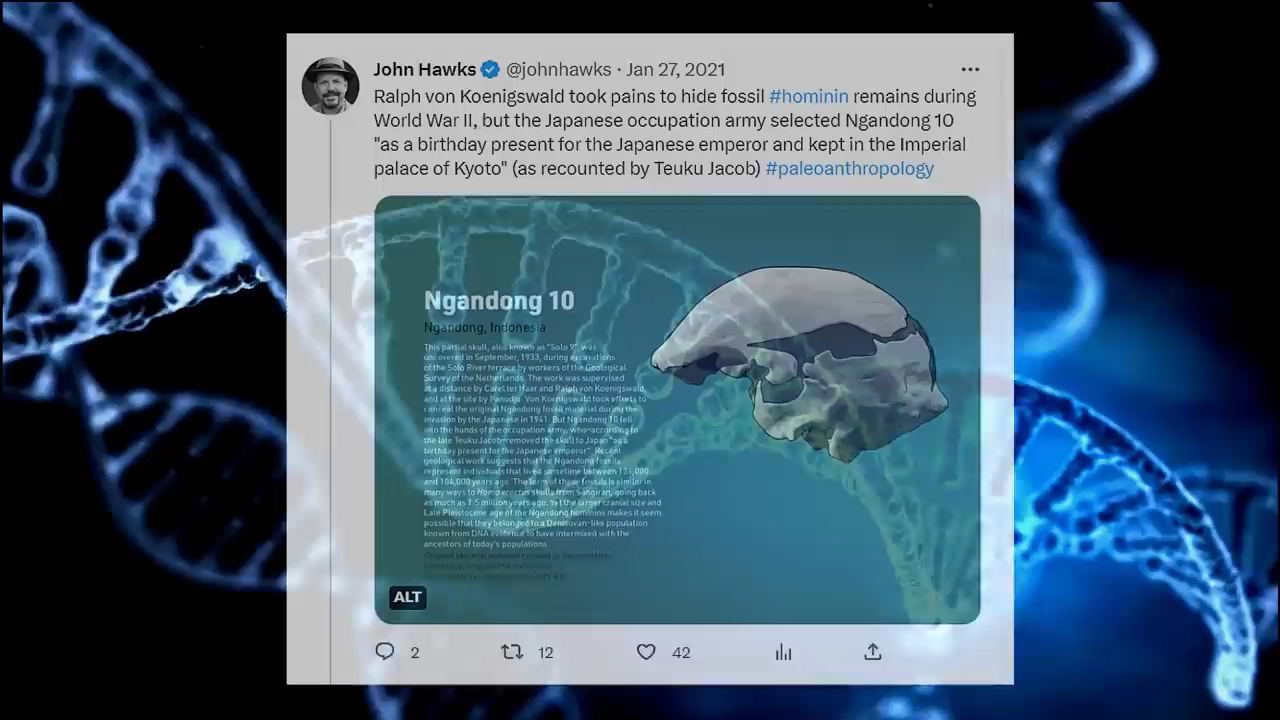 John Hawks @johnhawks · Jan 27, 2021
Ralph von Koenigswald took pains to hide fossil #hominin remains during
World War II, but the Japanese occupation army selected Ngandong 10
"as a birthday present for the Japanese emperor and kept in the Imperial
palace of Kyoto" (as recounted by Teuku Jacob) #paleoanthropology
Ngandong 10
Ngandong, Indonesia
This partial skull, also known as "Solo 9", was
uncovered in September, 1933, during excavations
of the Solo River terrace by workers of the Geological
Survey of the Netherlands. The work was supervised
at a distance by Carel ter Haar and Ralph von Koenigswald,
and at the site by Panudju. Von Koenigswald took efforts to
conceal the original Ngandong fossil material during the
invasion by the Japanese in 1941. But Ngandong 10 fell
into the hands of the occupation army, who—according to
the late Teuku Jacob—removed the skull to Japan "as a
birthday present for the Japanese emperor". Recent
geological work suggests that the Ngandong fossils
represent individuals that lived sometime between
and 104,000 years ago. The form of these fossils is similar in
many ways to Homo erectus skulls from Sangiran, going back
as much as 1.5 million years ago. Yet the larger cranial size and
Late Pleistocene age of the Ngandong hominins makes it seem
possible that they belonged to a Denisovan-like population
known from DNA evidence to have intermixed with the
ancestors of today's populations.
ALT
2 12 42